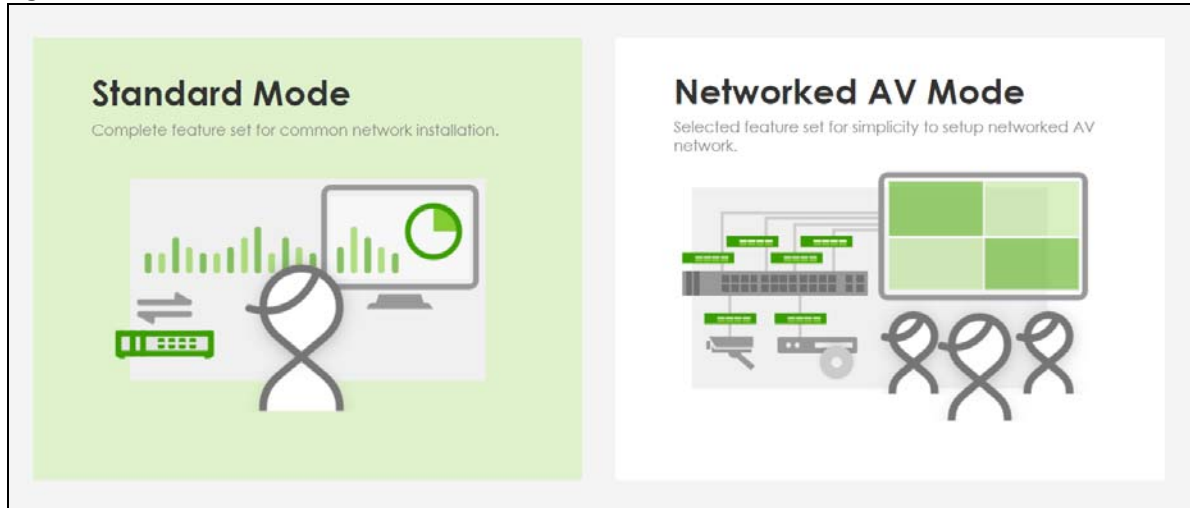 Standard Mode
Complete feature set for common network installation.
Networked AV Mode
Selected feature set for simplicity to setup networked AV
network.